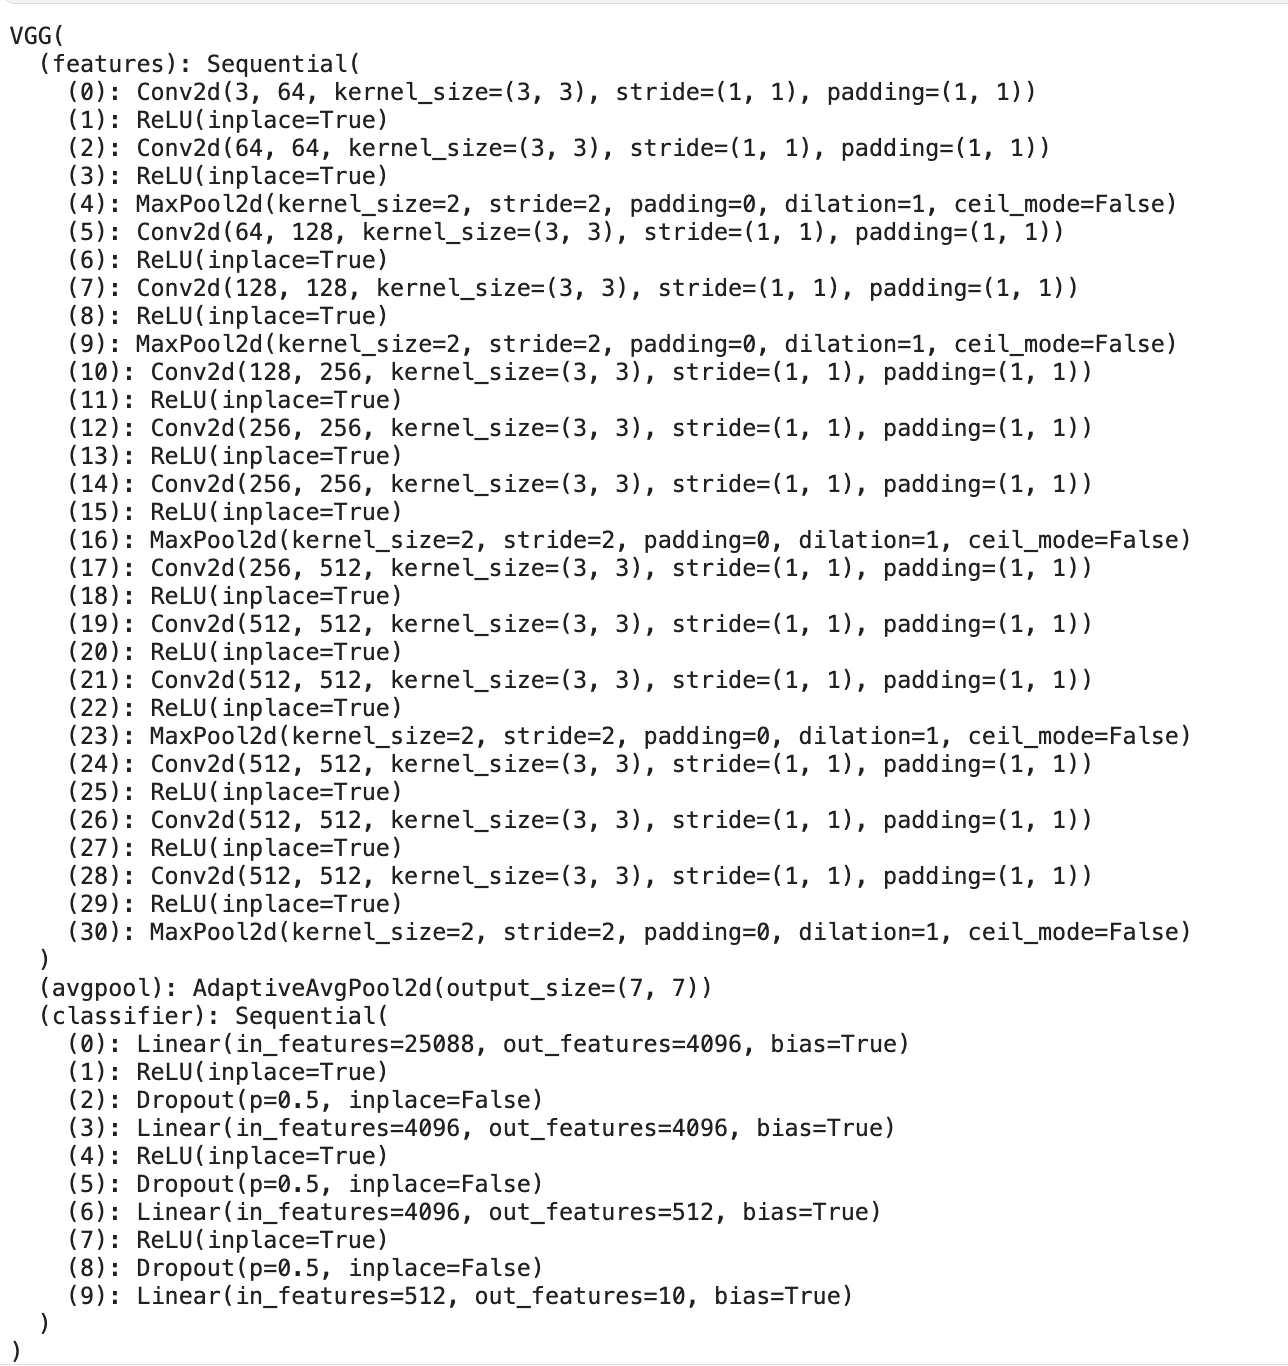 VGG(
  (features): Sequential(
    (0): Conv2d(3, 64, kernel_size=(3, 3), stride=(1, 1), padding=(1, 1))
    (1): ReLU(inplace=True)
    (2): Conv2d(64, 64, kernel_size=(3, 3), stride=(1, 1), padding=(1, 1))
    (3): ReLU(inplace=True)
    (4): MaxPool2d(kernel_size=2, stride=2, padding=0, dilation=1, ceil_mode=False)
    (5): Conv2d(64, 128, kernel_size=(3, 3), stride=(1, 1), padding=(1, 1))
    (6): ReLU(inplace=True)
    (7): Conv2d(128, 128, kernel_size=(3, 3), stride=(1, 1), padding=(1, 1))
    (8): ReLU(inplace=True)
    (9): MaxPool2d(kernel_size=2, stride=2, padding=0, dilation=1, ceil_mode=False)
    (10): Conv2d(128, 256, kernel_size=(3, 3), stride=(1, 1), padding=(1, 1))
    (11): ReLU(inplace=True)
    (12): Conv2d(256, 256, kernel_size=(3, 3), stride=(1, 1), padding=(1, 1))
    (13): ReLU(inplace=True)
    (14): Conv2d(256, 256, kernel_size=(3, 3), stride=(1, 1), padding=(1, 1))
    (15): ReLU(inplace=True)
    (16): MaxPool2d(kernel_size=2, stride=2, padding=0, dilation=1, ceil_mode=False)
    (17): Conv2d(256, 512, kernel_size=(3, 3), stride=(1, 1), padding=(1, 1))
    (18): ReLU(inplace=True)
    (19): Conv2d(512, 512, kernel_size=(3, 3), stride=(1, 1), padding=(1, 1))
    (20): ReLU(inplace=True)
    (21): Conv2d(512, 512, kernel_size=(3, 3), stride=(1, 1), padding=(1, 1))
    (22): ReLU(inplace=True)
    (23): MaxPool2d(kernel_size=2, stride=2, padding=0, dilation=1, ceil_mode=False)
    (24): Conv2d(512, 512, kernel_size=(3, 3), stride=(1, 1), padding=(1, 1))
    (25): ReLU(inplace=True)
    (26): Conv2d(512, 512, kernel_size=(3, 3), stride=(1, 1), padding=(1, 1))
    (27): ReLU(inplace=True)
    (28): Conv2d(512, 512, kernel_size=(3, 3), stride=(1, 1), padding=(1, 1))
    (29): ReLU(inplace=True)
    (30): MaxPool2d(kernel_size=2, stride=2, padding=0, dilation=1, ceil_mode=False)
  )
  (avgpool): AdaptiveAvgPool2d(output_size=(7, 7))
  (classifier): Sequential(
    (0): Linear(in_features=25088, out_features=4096, bias=True)
    (1): ReLU(inplace=True)
    (2): Dropout(p=0.5, inplace=False)
    (3): Linear(in_features=4096, out_features=4096, bias=True)
    (4): ReLU(inplace=True)
    (5): Dropout(p=0.5, inplace=False)
    (6): Linear(in_features=4096, out_features=512, bias=True)
    (7): ReLU(inplace=True)
    (8): Dropout(p=0.5, inplace=False)
    (9): Linear(in_features=512, out_features=10, bias=True)
  )
)